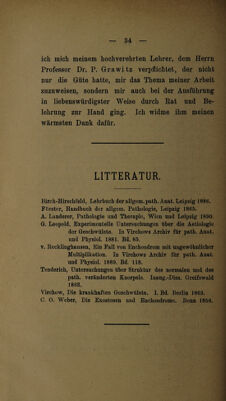 — 34 —
ich mich meinem hochverehrten Lehrer, dem Herrn
Professor Dr. P. Grawitz verpflichtet, der nicht
nur die Güte hatte, mir das Thema meiner Arbeit
zuzuweisen, sondern mir auch bei der Ausführung
in liebenswürdigster Weise durch Rat und Be-
lehrung zur Hand ging. Ich widme ihm meinen
wärmsten Dank dafür.
LITTERATUR.
Birch-Hirschfeld, Lehrbuch der allgem. path. Anat. Leipzig 1886.
Förster, Handbuch der allgem. Pathologie, Leipzig 1865.
A. Landerer, Pathologie und Therapie, Wien und Leipzig 1890.
G. Leopold, Experimentelle Untersuchungen über die Aetiologie
der Geschwülste. In Virchows Archiv für path. Anat.
und Physiol. 1881. Bd. 85.
v. Recklinghausen, Ein Fall von Enchondrom mit ungewöhnlicher
Multiplikation. In Virchows Archiv für path. Anat.
und Physiol. 1889. Bd. 118.
Tenderich, Untersuchungen über Struktur des normalen und des
path. veränderten Knorpels. Inaug.-Diss. Greifswald
1888.
Virchow, Die krankhaften Geschwülste. I. Bd. Berlin 1863.
C. O. Weber, Die Exostosen und Enchondrome. Bonn 1856.